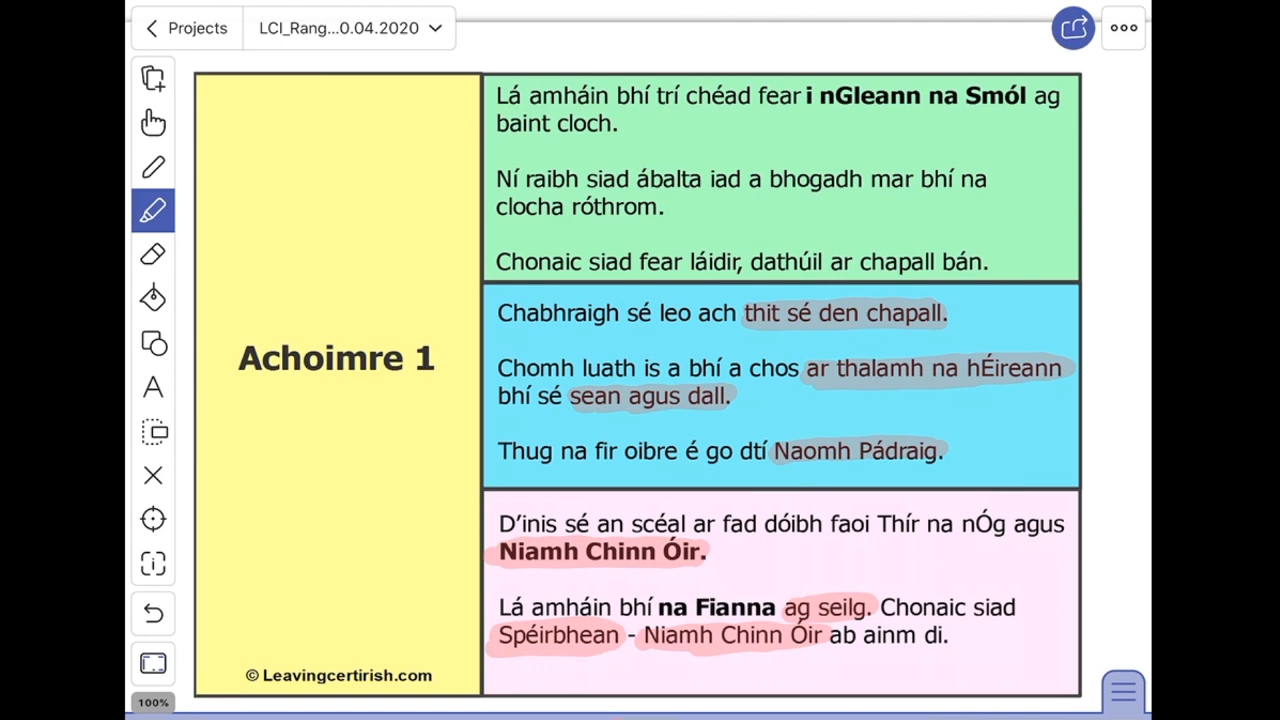 Projects
LCI_Rang...0.04.2020
Lá amháin bhí trí chéad fear i nGleann na Smól ag
baint cloch.
Ní raibh siad ábalta iad a bhogadh mar bhí na
clocha róthrom.
Chonaic siad fear láidir, dathúil ar chapall bán.
Achoimre 1
Chabhraigh sé leo ach thit sé den chapall.
Chomh luath is a bhí a chos ar thalamh na hÉireann
bhí sé sean agus dall.
Thug na fir oibre é go dtí Naomh Pádraig.
D’inis sé an scéal ar fad dóibh faoi Thír na nÓg agus
Niamh Chinn Óir.
Lá amháin bhí na Fianna ag seilg. Chonaic siad
Spéirbhean - Niamh Chinn Óir ab ainm di.
© Leavingcertirish.com
100%